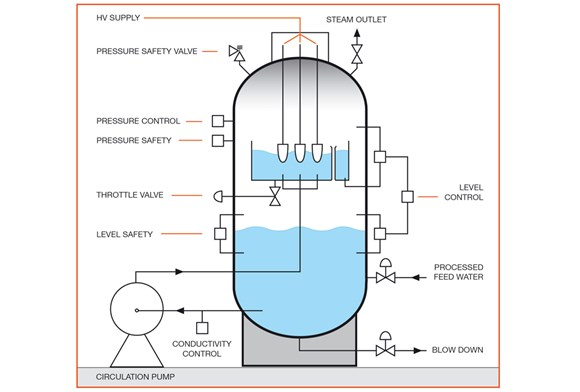 HV SUPPLY
STEAM OUTLET
PRESSURE SAFETY VALVE
PRESSURE CONTROL
PRESSURE SAFETY
THROTTLE VALVE
LEVEL
CONTROL
LEVEL SAFETY
PROCESSED
FEED WATER
CONDUCTIVITY
CONTROL
BLOW DOWN
CIRCULATION PUMP